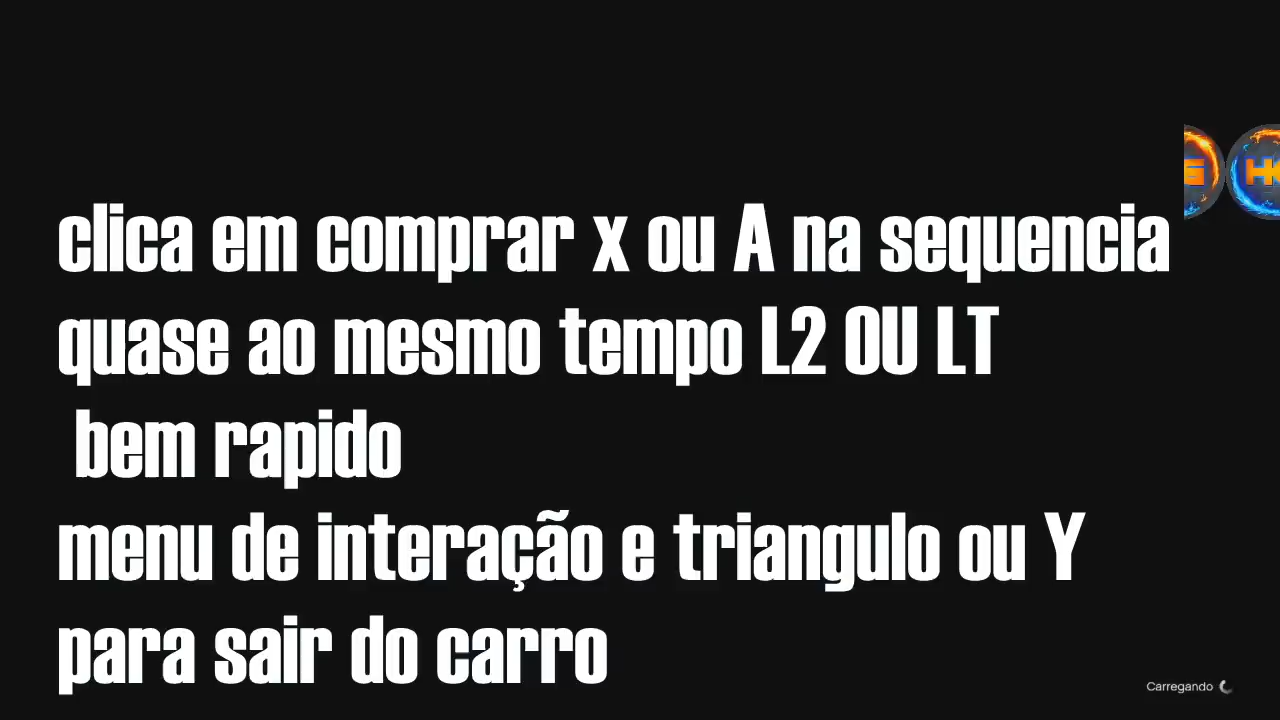 clica em comprar x ou A na sequencia
quase ao mesmo tempo L2 OU LT
bem rapido
menu de interação e triangulo ou Y
para sair do carro
Carregando